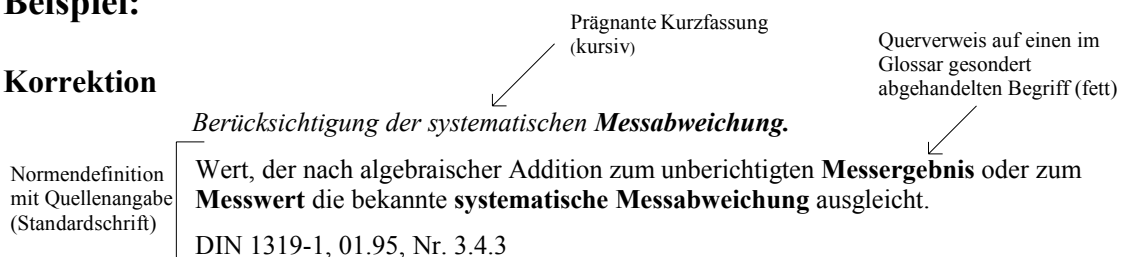 Beispiel:
Prägnante Kurzfassung
(kursiv)
Querverweis auf einen im
Glossar gesondert
abgehandelten Begriff (fett)
Korrektion
Berücksichtigung der systematischen Messabweichung.
Normendefinition
mit Quellenangabe
(Standardschrift)
Wert, der nach algebraischer Addition zum unberichtigten Messergebnis oder zum
Messwert die bekannte systematische Messabweichung ausgleicht.
DIN 1319-1, 01.95, Nr. 3.4.3